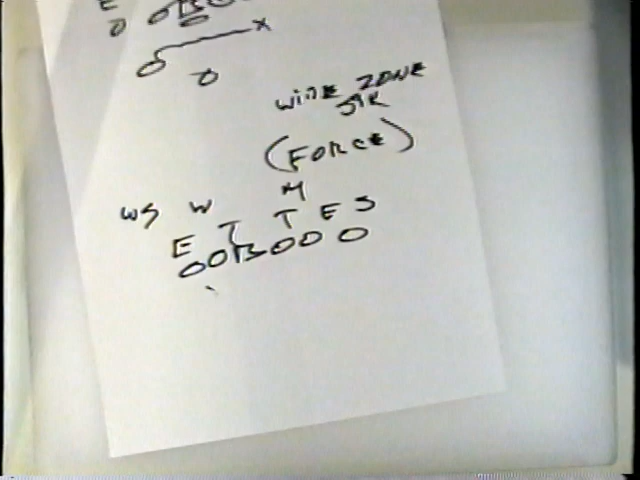 E
O O B O
O
O X
O
WIDE ZONE
STR
(FORCE)
M
WS W T E S
E T
O O B O O O